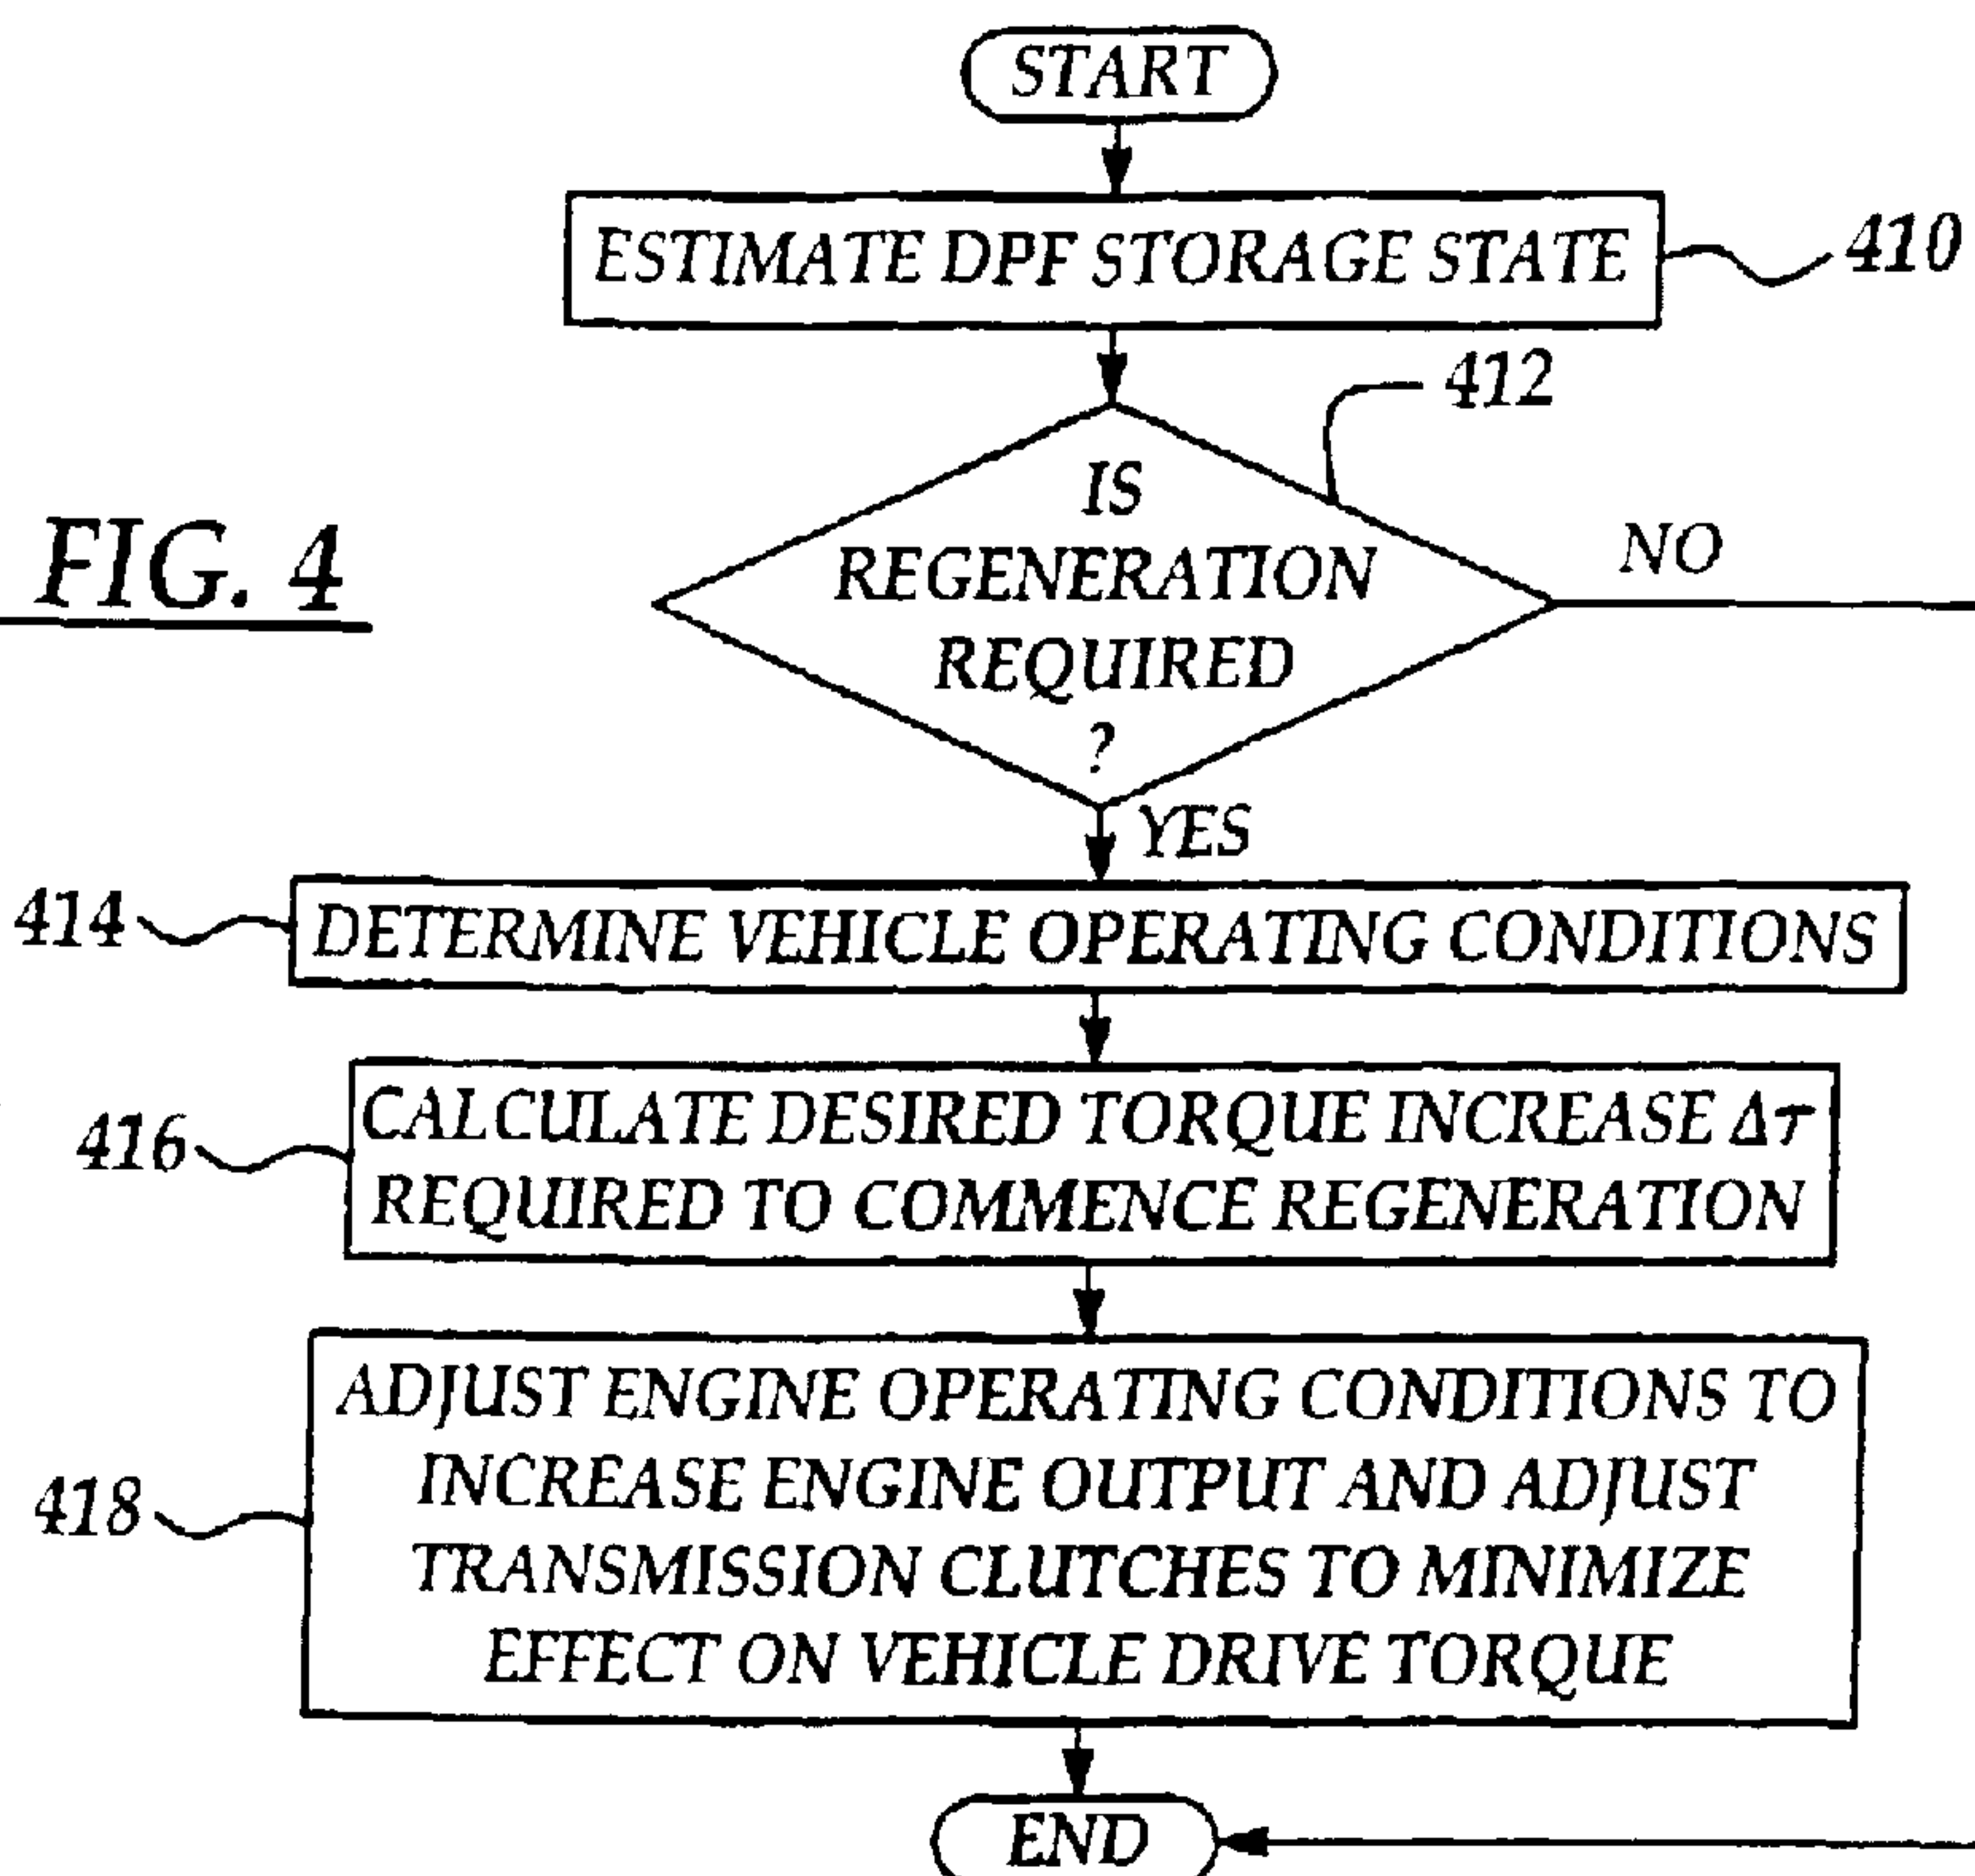 START
ESTIMATE DPF STORAGE STATE
410
412
IS
REGENERATION
REQUIRED
?
NO
FIG. 4
YES
414
DETERMINE VEHICLE OPERATING CONDITIONS
416
CALCULATE DESIRED TORQUE INCREASE Δτ
REQUIRED TO COMMENCE REGENERATION
418
ADJUST ENGINE OPERATING CONDITIONS TO
INCREASE ENGINE OUTPUT AND ADJUST
TRANSMISSION CLUTCHES TO MINIMIZE
EFFECT ON VEHICLE DRIVE TORQUE
END